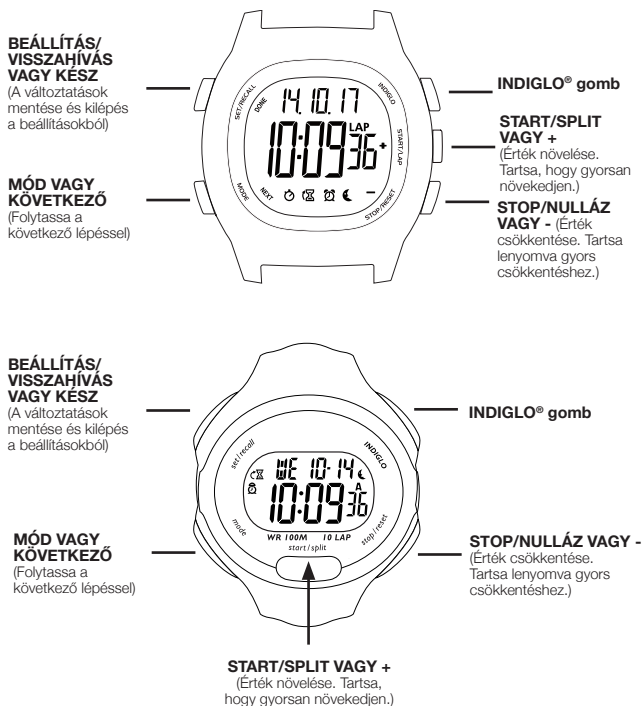 BEÁLLÍTÁS/
VISSZAHÍVÁS
VAGY KÉSZ
(A változtatások
mentése és kilépés
a beállításokból)
MÓD VAGY
KÖVETKEZŐ
(Folytassa a
következő lépéssel)
SET/RECALL
DONE
INDIGLO
14.10.17
LAP
10:09 36 +
START/LAP
MODE
NEXT
–
STOP/RESET
INDIGLO® gomb
START/SPLIT
VAGY +
(Érték növelése.
Tartsa, hogy gyorsan
növekedjen.)
STOP/NULLÁZ
VAGY - (Érték
csökkentése. Tartsa
lenyomva gyors
csökkentéshez.)
BEÁLLÍTÁS/
VISSZAHÍVÁS
VAGY KÉSZ
(A változtatások
mentése és kilépés
a beállításokból)
MÓD VAGY
KÖVETKEZŐ
(Folytassa a
következő lépéssel)
set/recall
INDIGLO
WE 10-14
A
10:09 36
mode
WR 100M 10 LAP
start/split
stop/reset
INDIGLO® gomb
STOP/NULLÁZ VAGY -
(Érték csökkentése.
Tartsa lenyomva gyors
csökkentéshez.)
START/SPLIT VAGY +
(Érték növelése. Tartsa,
hogy gyorsan növekedjen.)